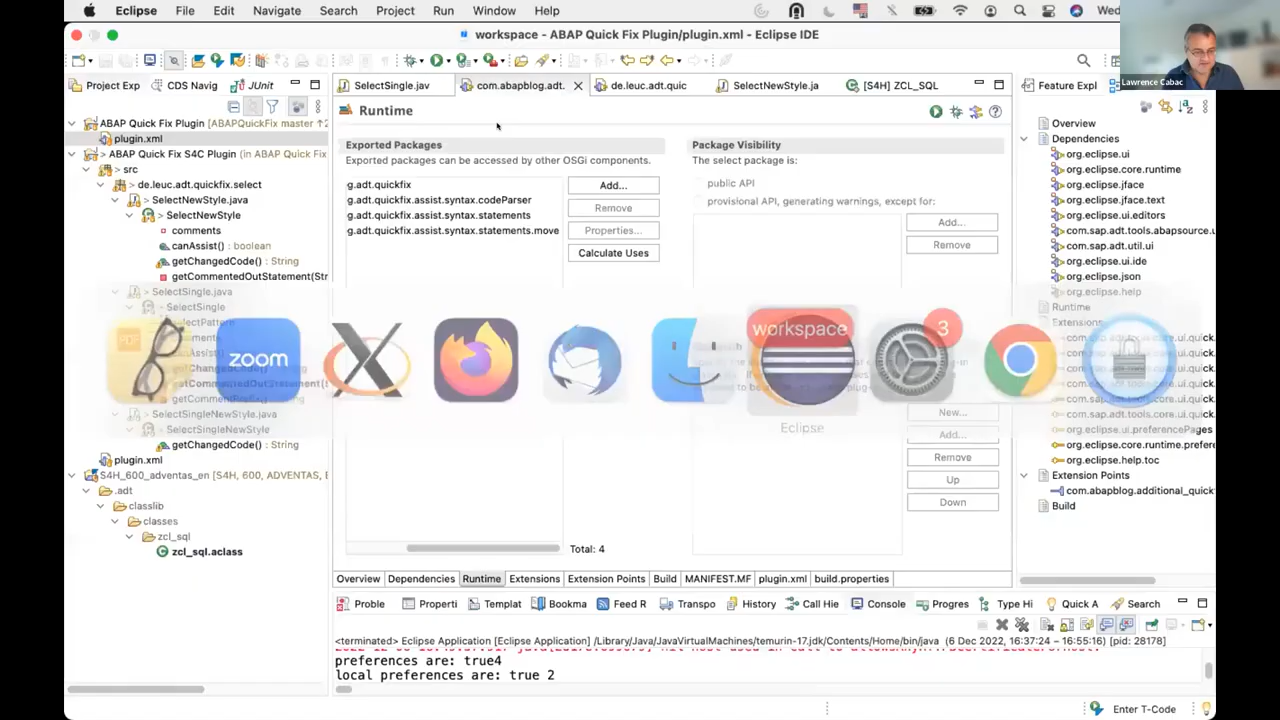 Eclipse File Edit Navigate Search Project Run Window Help Wed
workspace - ABAP Quick Fix Plugin/plugin.xml - Eclipse IDE
Lawrence Cabac
Project Exp CDS Navig JUnit
SelectSingle.jav com.abapblog.adt. de.leuc.adt.quic SelectNewStyle.ja [S4H] ZCL_SQL
Feature Expl
ABAP Quick Fix Plugin [ABAPQuickFix master ↑2
plugin.xml
> ABAP Quick Fix S4C Plugin (in ABAP Quick Fix
> src
> de.leuc.adt.quickfix.select
> SelectNewStyle.java
> SelectNewStyle
comments
canAssist() : boolean
getChangedCode() : String
getCommentedOutStatement(Str
> SelectSingle.java
SelectSingle
getChangedCode() : String
plugin.xml
S4H_600_adventas_en [S4H, 600, ADVENTAS, EN
.adt
classlib
classes
zcl_sql
zcl_sql.aclass
Runtime
Exported Packages
Exported packages can be accessed by other OSGi components.
g.adt.quickfix
g.adt.quickfix.assist.syntax.codeParser
g.adt.quickfix.assist.syntax.statements
g.adt.quickfix.assist.syntax.statements.move
Add...
Remove
Properties...
Calculate Uses
Total: 4
Package Visibility
The select package is:
public API
provisional API, generating warnings, except for:
Add...
Remove
New...
Add...
Remove
Up
Down
zoom
workspace
3
Eclipse
Overview Dependencies Runtime Extensions Extension Points Build MANIFEST.MF plugin.xml build.properties
Overview
Dependencies
org.eclipse.ui
org.eclipse.core.runtime
org.eclipse.jface
org.eclipse.jface.text
org.eclipse.ui.editors
com.sap.adt.tools.abapsource.u
com.sap.adt.util.ui
org.eclipse.ui.ide
org.eclipse.json
org.eclipse.help
Runtime
Extensions
org.eclipse.ui.preferencePages
org.eclipse.core.runtime.prefere
org.eclipse.help.toc
Extension Points
com.abapblog.additional_quick
Build
Proble Properti Templat Bookma Feed R Transpo History Call Hie Console Progres Type Hi Quick A Search
<terminated> Eclipse Application [Eclipse Application] /Library/Java/JavaVirtualMachines/temurin-17.jdk/Contents/Home/bin/java (6 Dec 2022, 16:37:24 – 16:55:16) [pid: 28178]
preferences are: true4
local preferences are: true 2
Enter T-Code